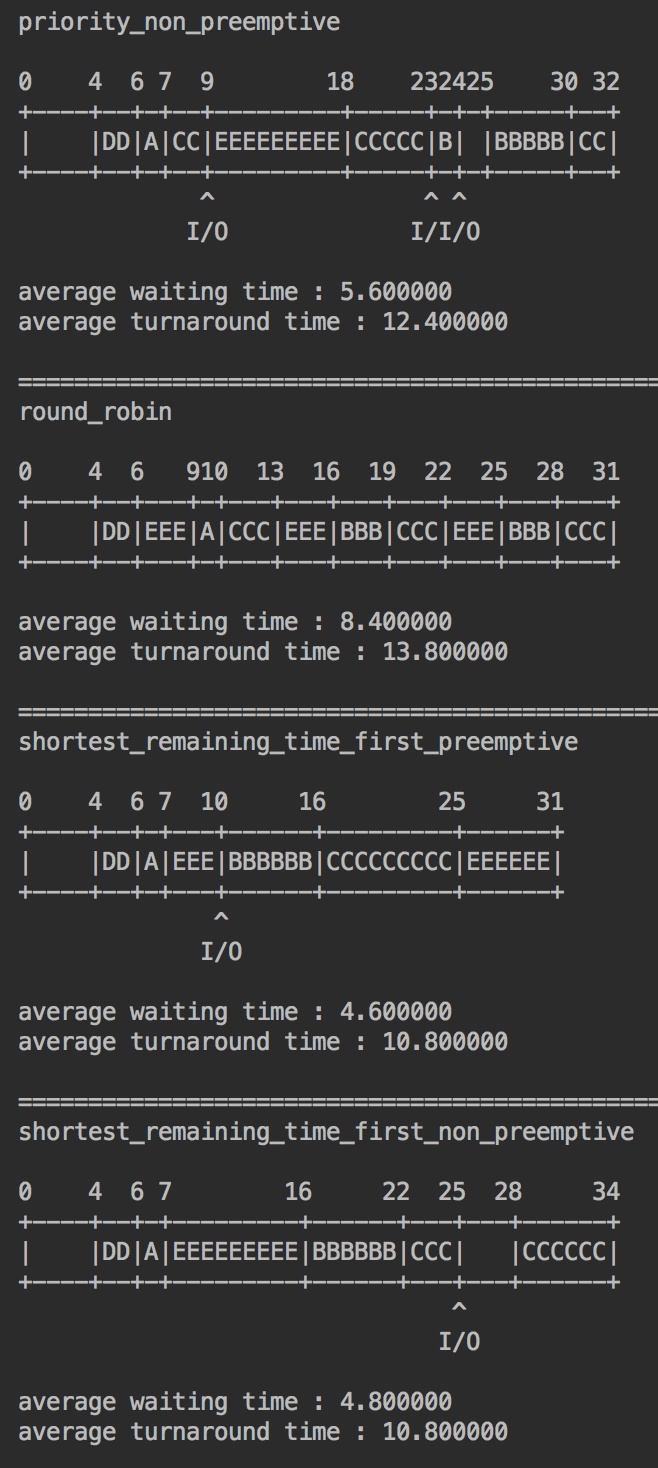 priority_non_preemptive
0    4  6 7  9        18    232425    30 32
+----+--+-+--+---------+-----+-+-+-----+--+
|    |DD|A|CC|EEEEEEEEE|CCCCC|B| |BBBBB|CC|
+----+--+-+--+---------+-----+-+-+-----+--+
             ^               ^ ^
            I/O             I/I/O
average waiting time : 5.600000
average turnaround time : 12.400000
==============================================
round_robin
0    4  6   910  13  16  19  22  25  28  31
+----+--+---+-+---+---+---+---+---+---+---+
|    |DD|EEE|A|CCC|EEE|BBB|CCC|EEE|BBB|CCC|
+----+--+---+-+---+---+---+---+---+---+---+
average waiting time : 8.400000
average turnaround time : 13.800000
==============================================
shortest_remaining_time_first_preemptive
0    4  6 7  10     16        25     31
+----+--+-+---+------+---------+------+
|    |DD|A|EEE|BBBBBB|CCCCCCCCC|EEEEEE|
+----+--+-+---+------+---------+------+
              ^
             I/O
average waiting time : 4.600000
average turnaround time : 10.800000
==============================================
shortest_remaining_time_first_non_preemptive
0    4  6 7        16     22  25  28     34
+----+--+-+---------+------+---+---+------+
|    |DD|A|EEEEEEEEE|BBBBBB|CCC|   |CCCCCC|
+----+--+-+---------+------+---+---+------+
                               ^
                              I/O
average waiting time : 4.800000
average turnaround time : 10.800000